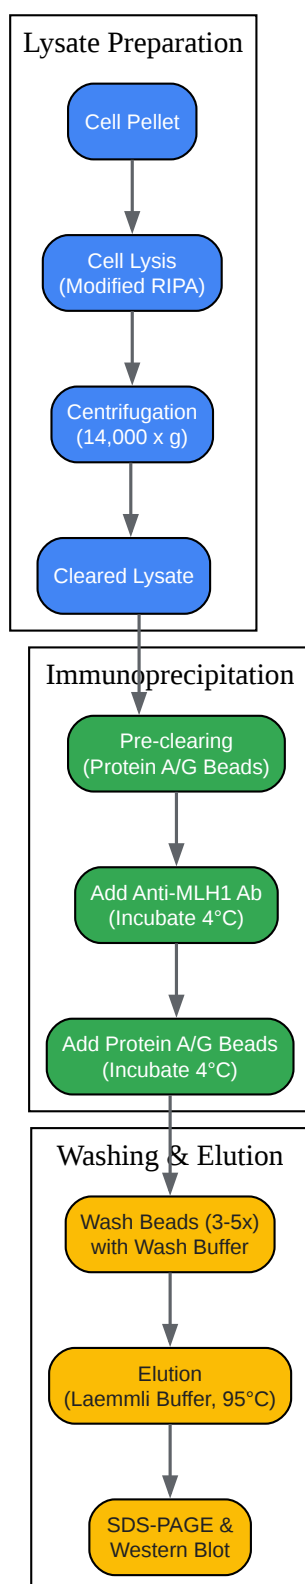 Lysate Preparation
Cell Pellet
Cell Lysis
(Modified RIPA)
Centrifugation
(14,000 x g)
Cleared Lysate
Immunoprecipitation
Pre-clearing
(Protein A/G Beads)
Add Anti-MLH1 Ab
(Incubate 4°C)
Add Protein A/G Beads
(Incubate 4°C)
Washing & Elution
Wash Beads (3-5x)
with Wash Buffer
Elution
(Laemmli Buffer, 95°C)
SDS-PAGE &
Western Blot